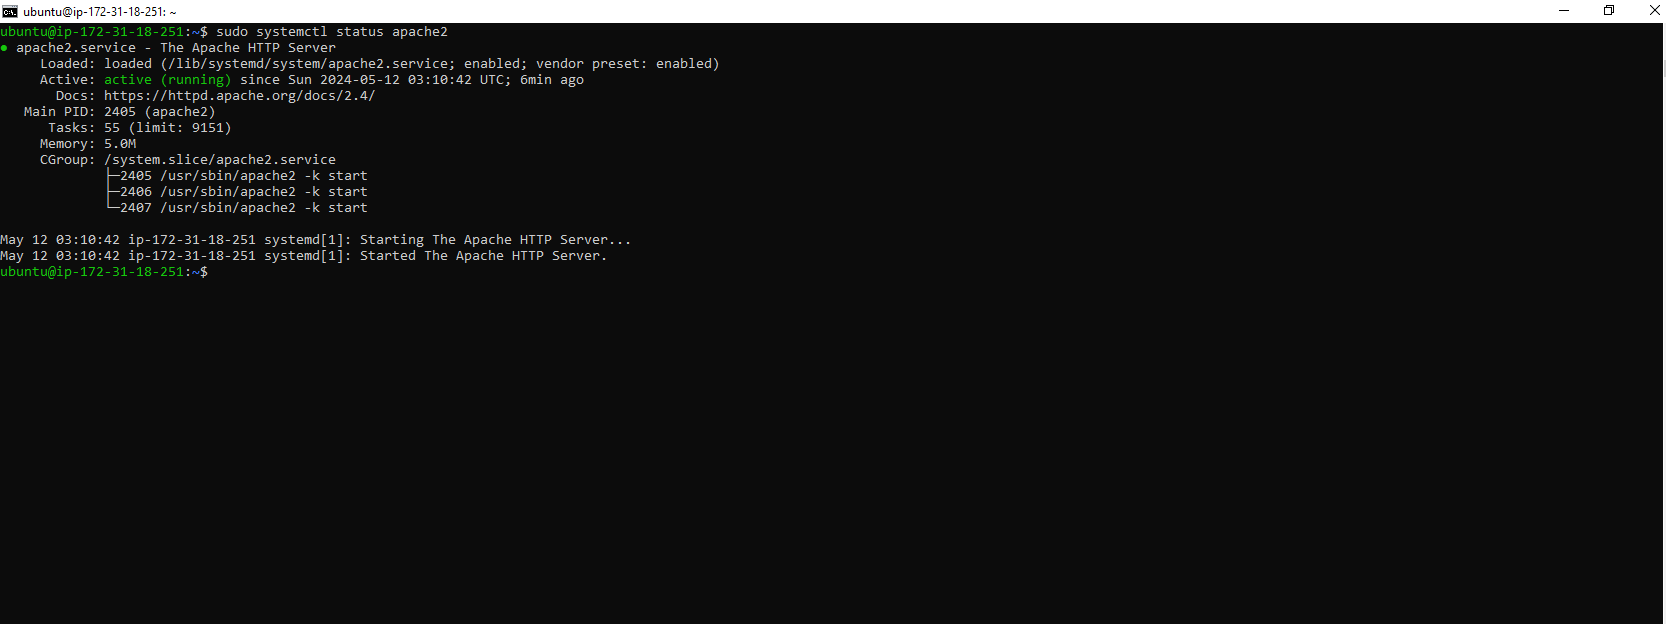 ubuntu@ip-172-31-18-251: ~
ubuntu@ip-172-31-18-251:~$ sudo systemctl status apache2
● apache2.service - The Apache HTTP Server
     Loaded: loaded (/lib/systemd/system/apache2.service; enabled; vendor preset: enabled)
     Active: active (running) since Sun 2024-05-12 03:10:42 UTC; 6min ago
       Docs: https://httpd.apache.org/docs/2.4/
   Main PID: 2405 (apache2)
      Tasks: 55 (limit: 9151)
     Memory: 5.0M
     CGroup: /system.slice/apache2.service
             ├─2405 /usr/sbin/apache2 -k start
             ├─2406 /usr/sbin/apache2 -k start
             └─2407 /usr/sbin/apache2 -k start
May 12 03:10:42 ip-172-31-18-251 systemd[1]: Starting The Apache HTTP Server...
May 12 03:10:42 ip-172-31-18-251 systemd[1]: Started The Apache HTTP Server.
ubuntu@ip-172-31-18-251:~$